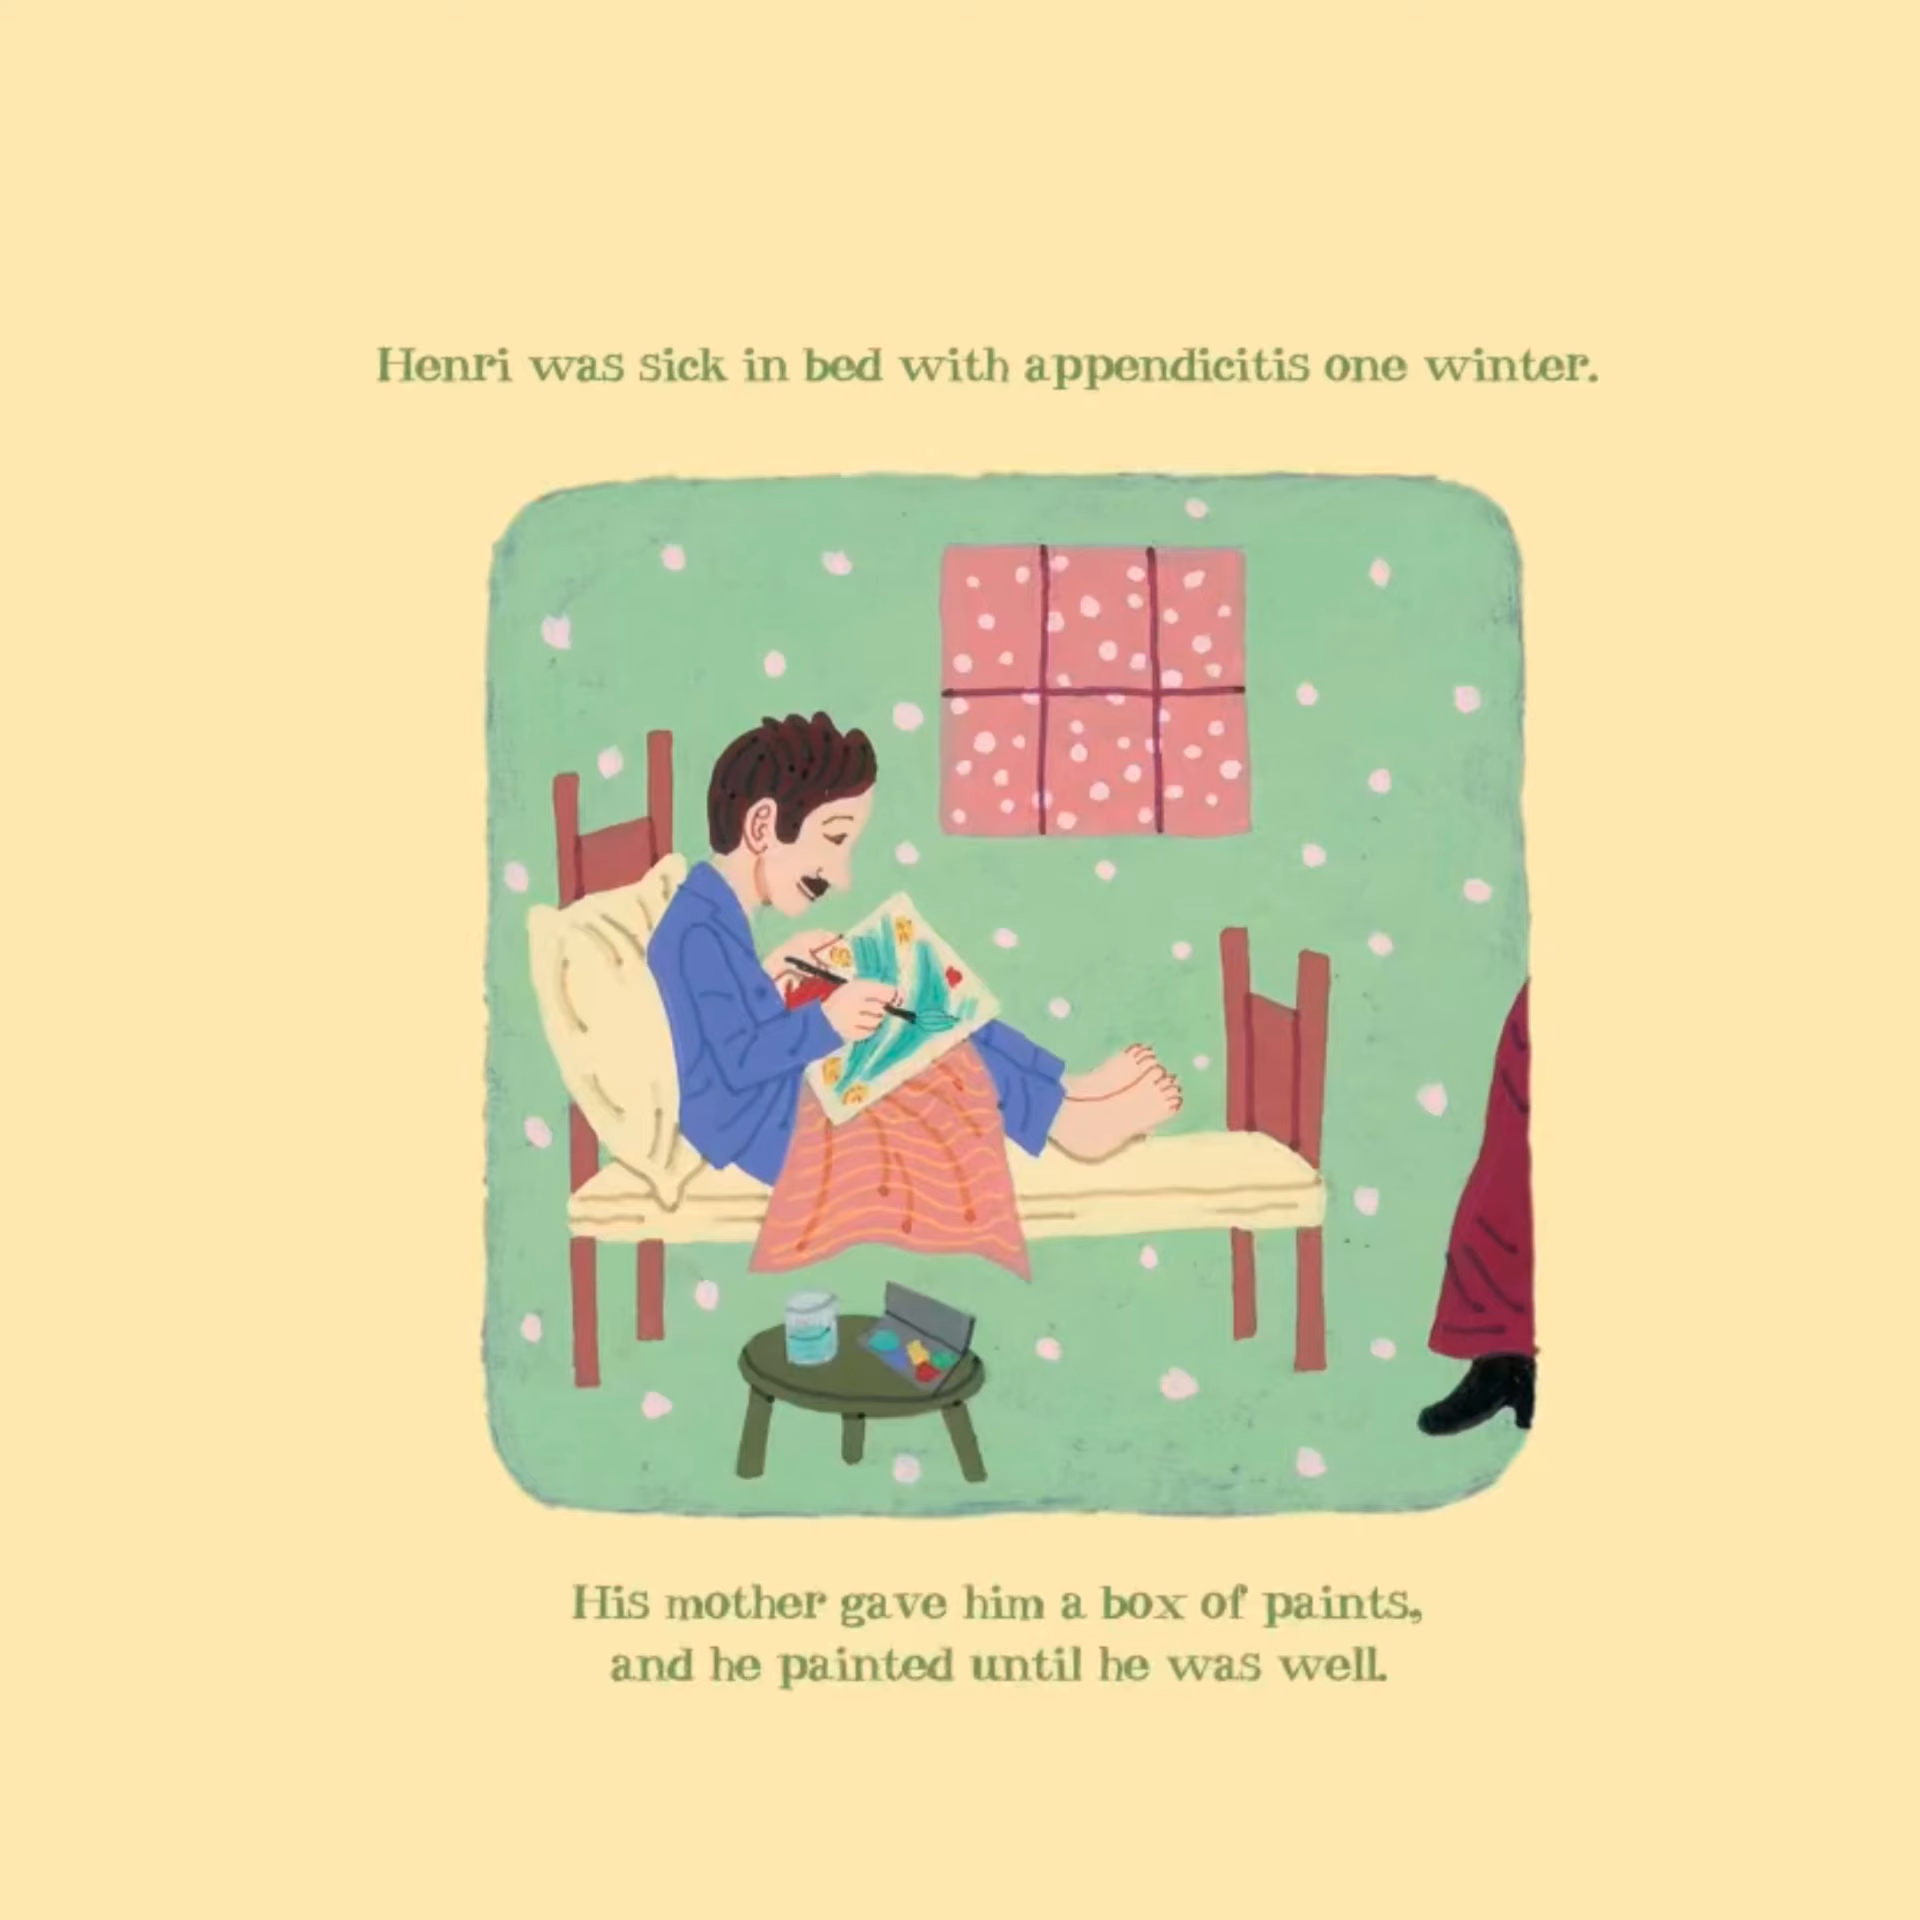 Henri was sick in bed with appendicitis one winter.
His mother gave him a box of paints,
and he painted until he was well.